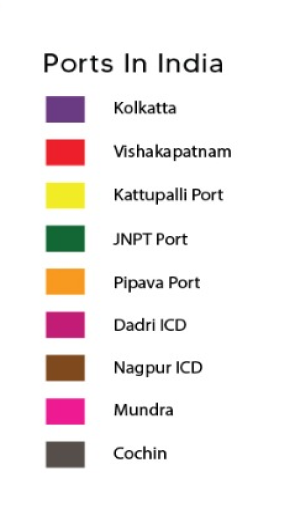 Ports In India
Kolkatta
Vishakapatnam
Kattupalli Port
JNPT Port
Pipava Port
Dadri ICD
Nagpur ICD
Mundra
Cochin